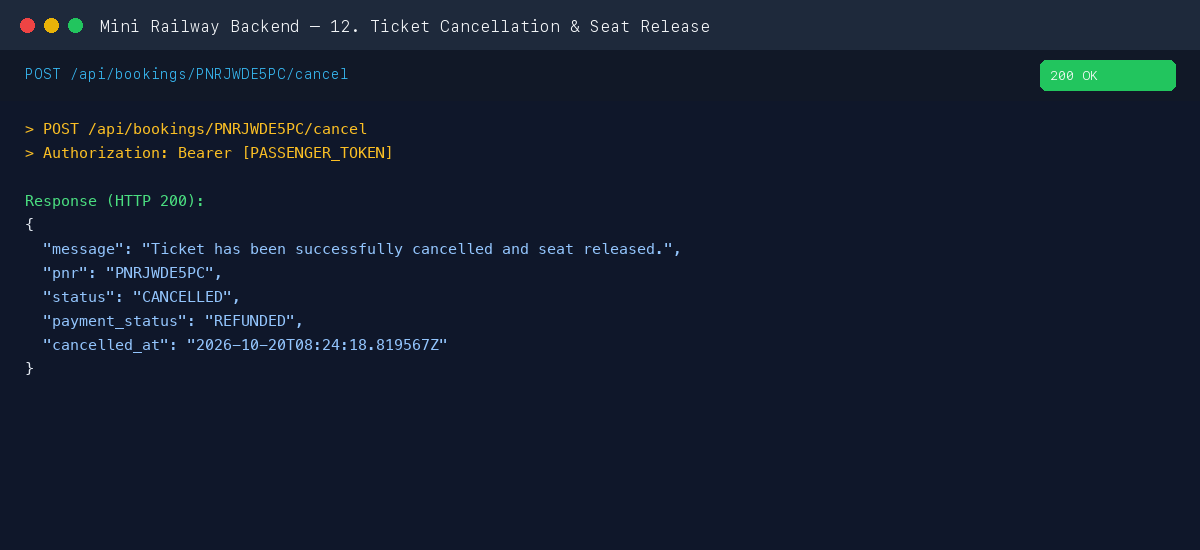 Mini Railway Backend — 12. Ticket Cancellation & Seat Release
POST /api/bookings/PNRJWDE5PC/cancel
200 OK
> POST /api/bookings/PNRJWDE5PC/cancel
> Authorization: Bearer [PASSENGER_TOKEN]
Response (HTTP 200):
{
  "message": "Ticket has been successfully cancelled and seat released.",
  "pnr": "PNRJWDE5PC",
  "status": "CANCELLED",
  "payment_status": "REFUNDED",
  "cancelled_at": "2026-10-20T08:24:18.819567Z"
}